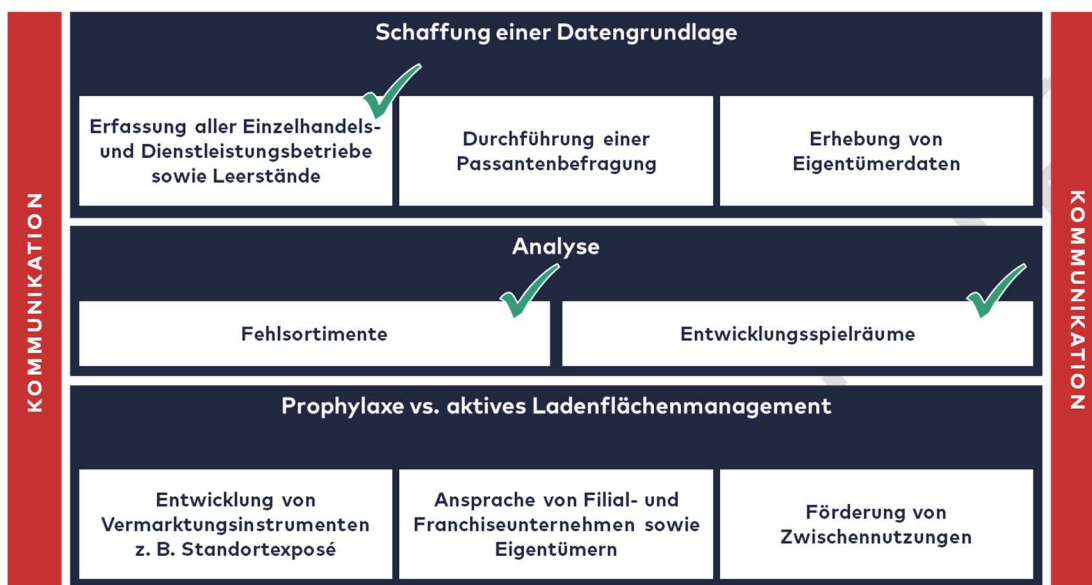 KOMMUNIKATION
Schaffung einer Datengrundlage
Erfassung aller Einzelhandels-
und Dienstleistungsbetriebe
sowie Leerstände
Durchführung einer
Passantenbefragung
Erhebung von
Eigentümerdaten
Analyse
Fehlsortimente
Entwicklungsspielräume
Prophylaxe vs. aktives Ladenflächenmanagement
Entwicklung von
Vermarktungsinstrumenten
z. B. Standortexposé
Ansprache von Filial- und
Franchiseunternehmen sowie
Eigentümern
Förderung von
Zwischennutzungen
KOMMUNIKATION